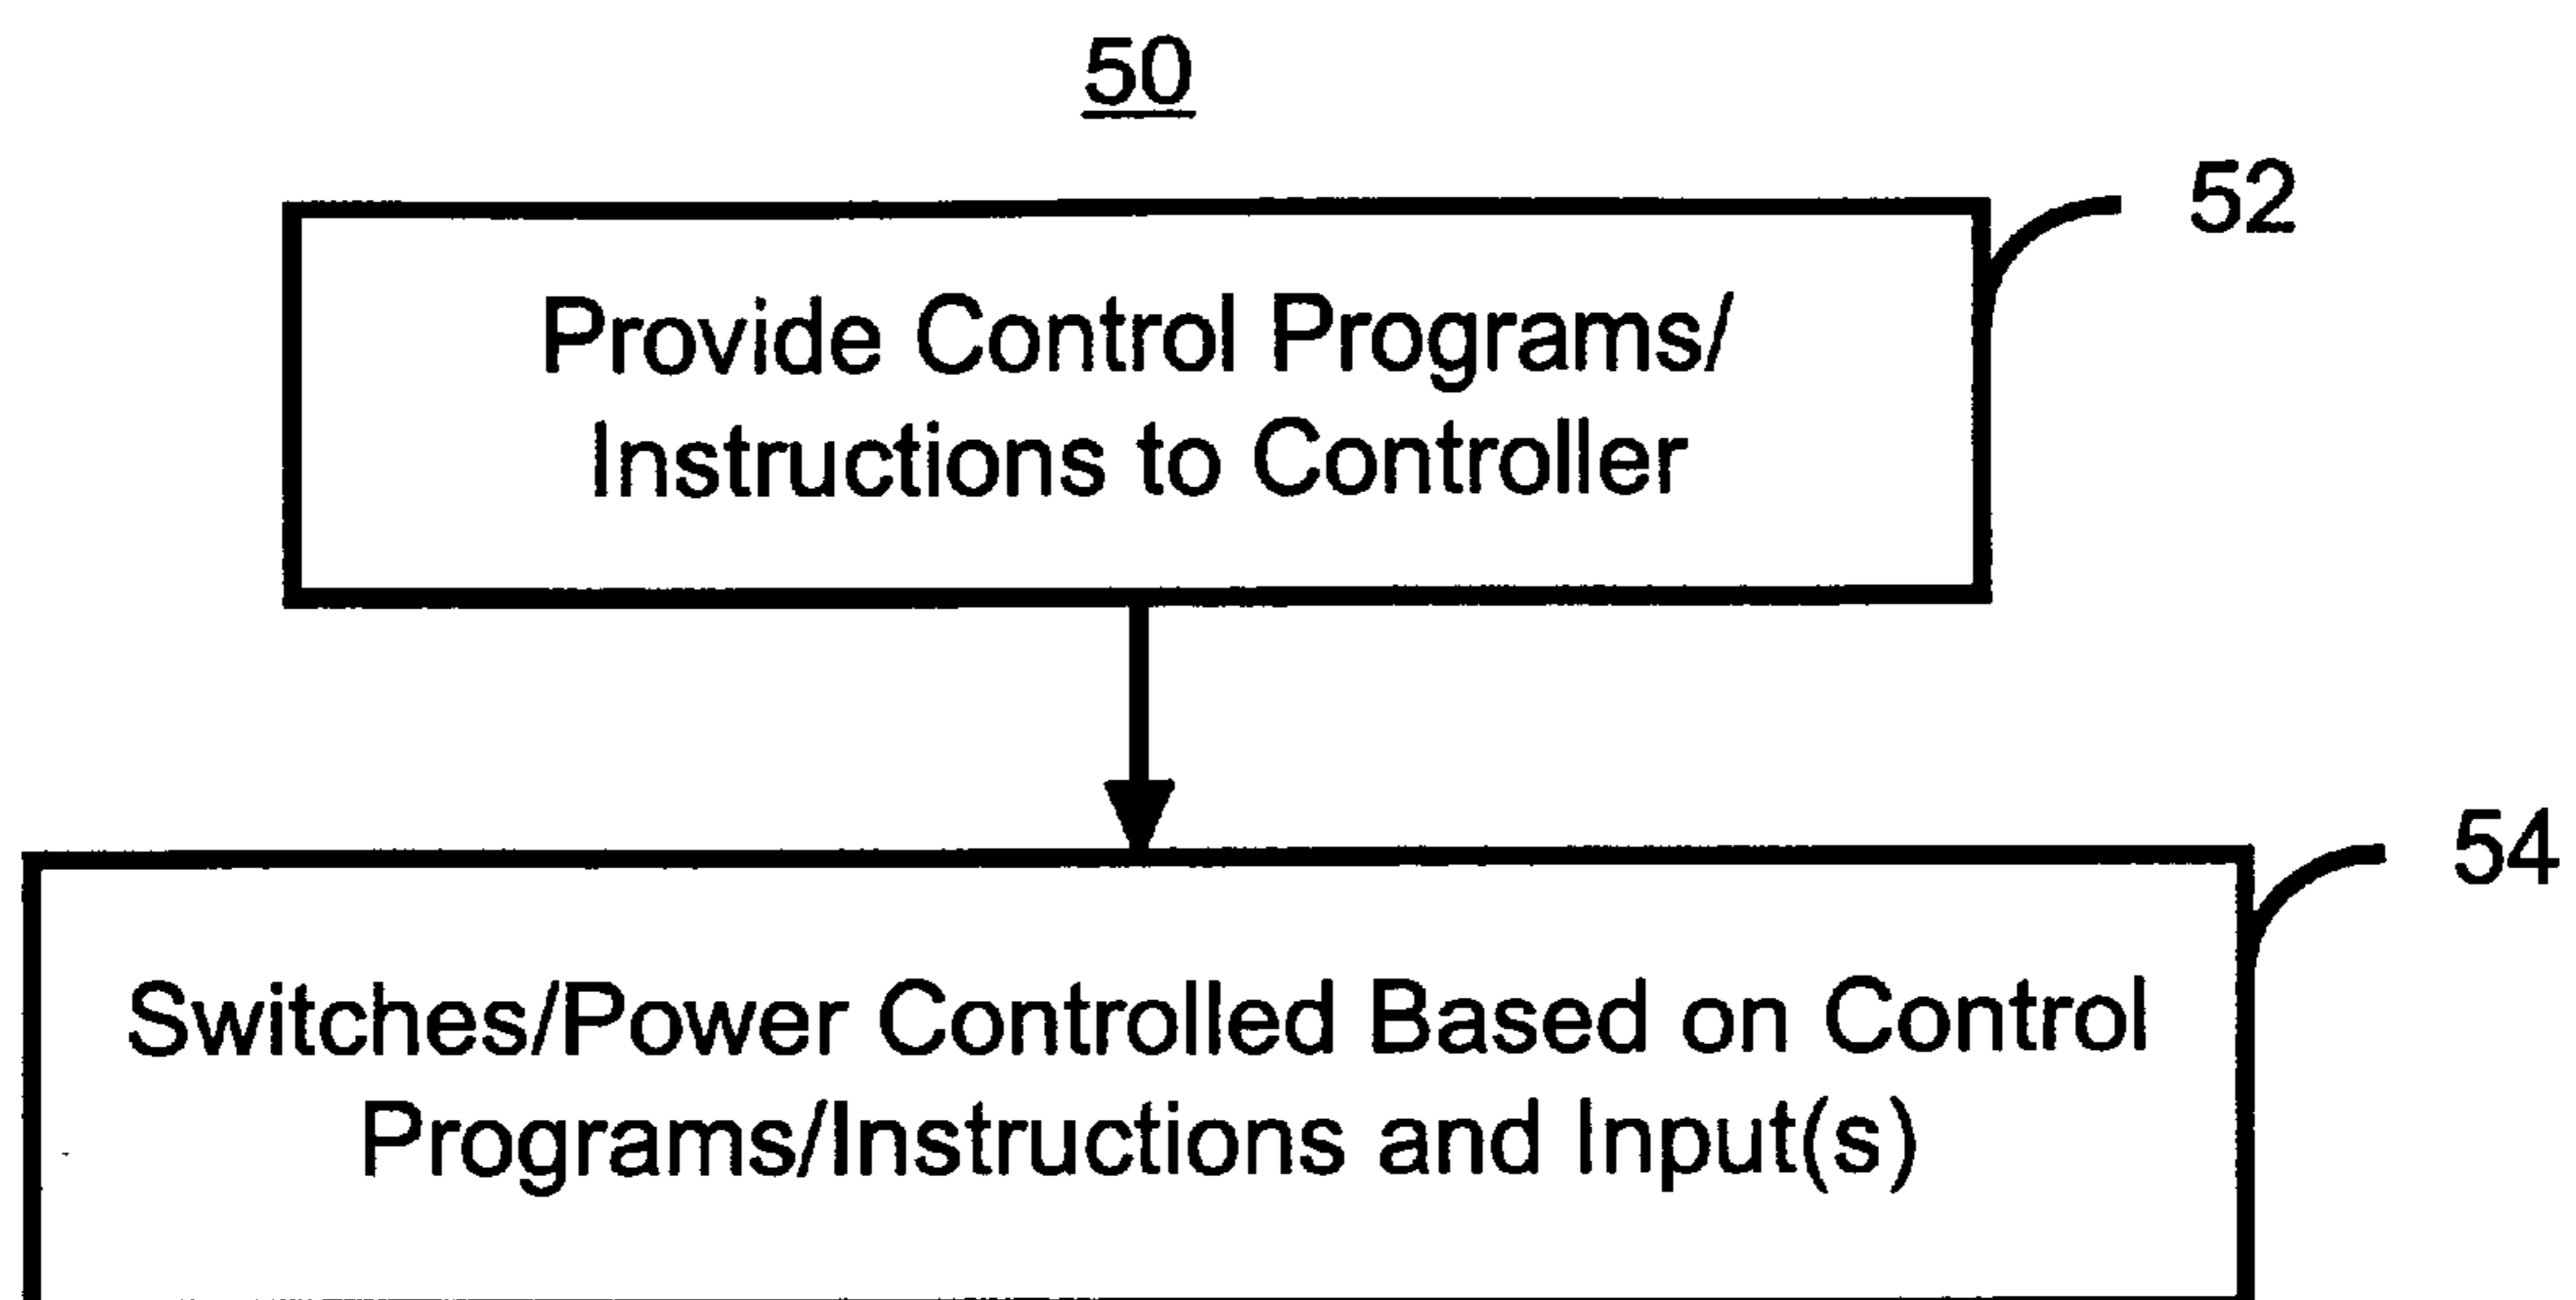 50
52
Provide Control Programs/
Instructions to Controller
54
Switches/Power Controlled Based on Control
Programs/Instructions and Input(s)